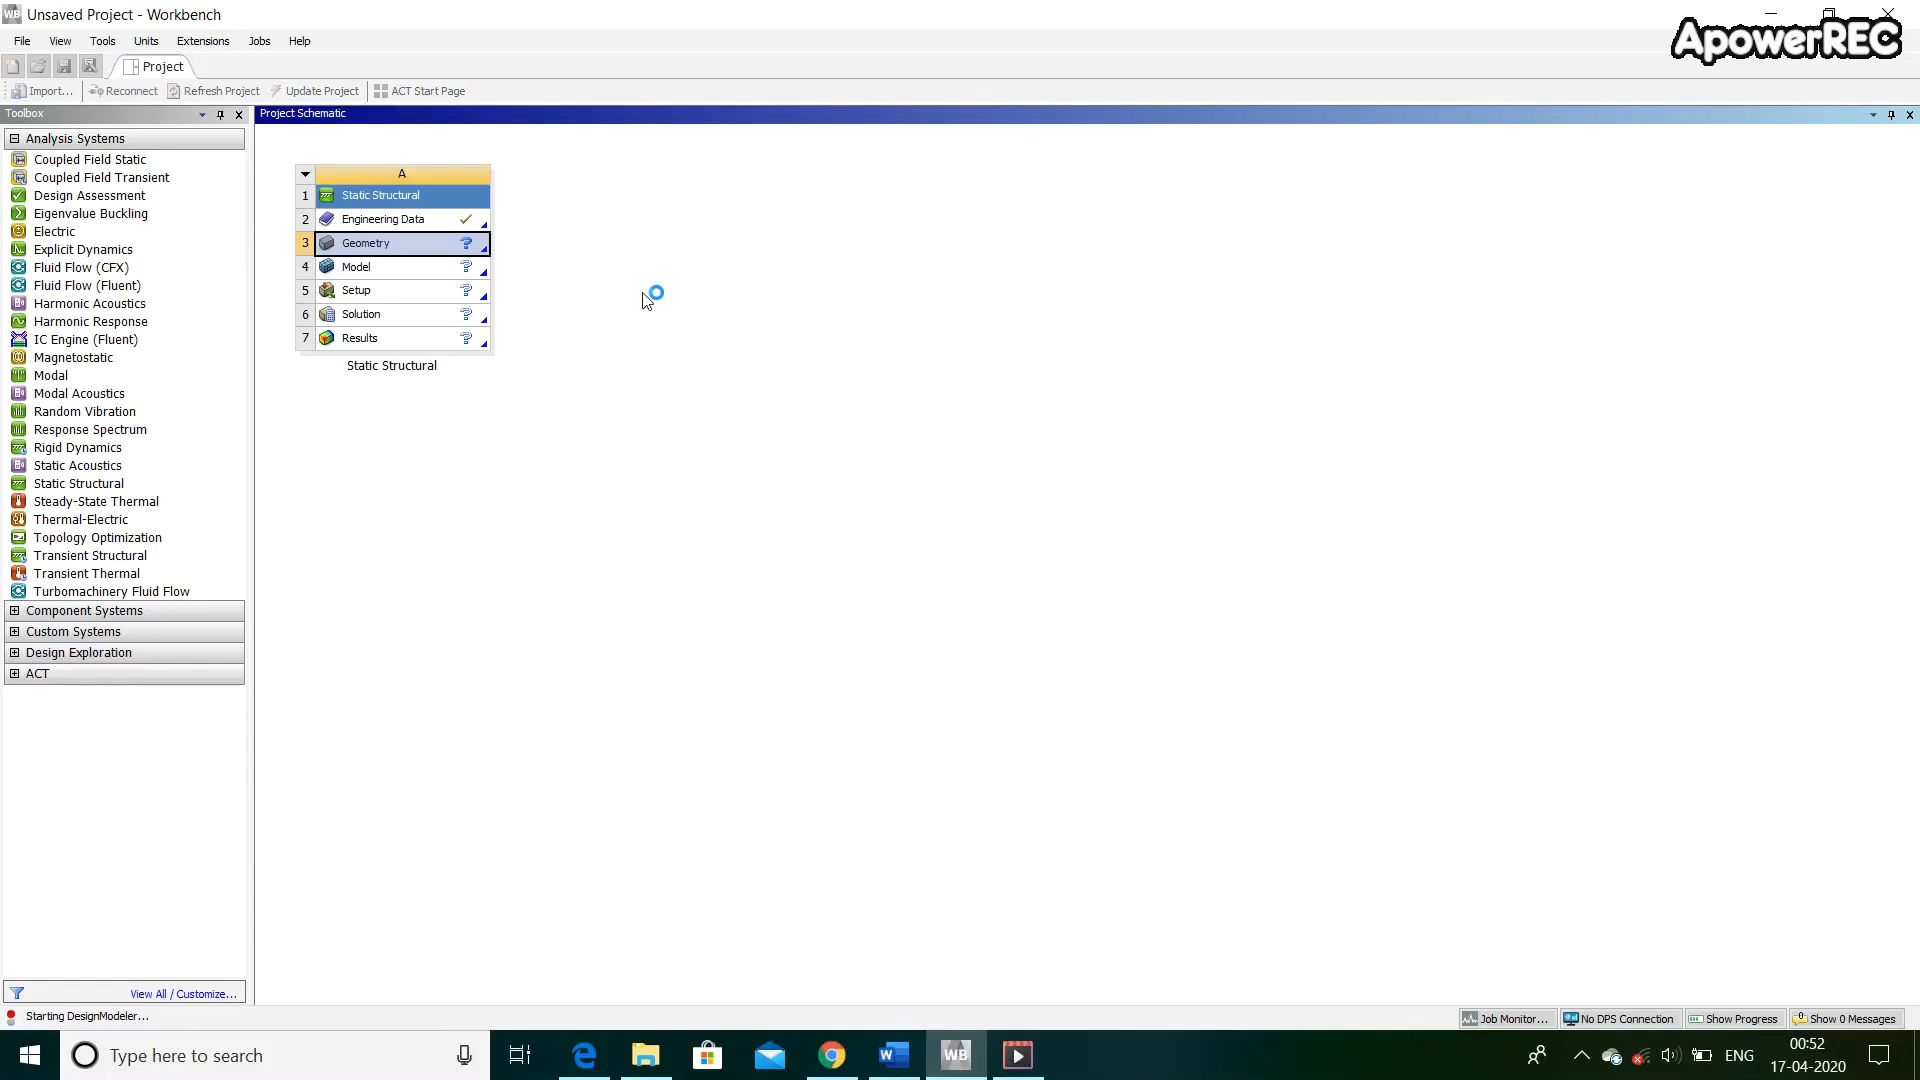 WB Unsaved Project - Workbench
ApowerREC
File View Tools Units Extensions Jobs Help
Project
Import... Reconnect Refresh Project Update Project ACT Start Page
Toolbox
Project Schematic
Analysis Systems
Coupled Field Static
Coupled Field Transient
Design Assessment
Eigenvalue Buckling
Electric
Explicit Dynamics
Fluid Flow (CFX)
Fluid Flow (Fluent)
Harmonic Acoustics
Harmonic Response
IC Engine (Fluent)
Magnetostatic
Modal
Modal Acoustics
Random Vibration
Response Spectrum
Rigid Dynamics
Static Acoustics
Static Structural
Steady-State Thermal
Thermal-Electric
Topology Optimization
Transient Structural
Transient Thermal
Turbomachinery Fluid Flow
Component Systems
Custom Systems
Design Exploration
ACT
View All / Customize...
A
1 Static Structural
2 Engineering Data
3 Geometry ?
4 Model ?
5 Setup ?
6 Solution ?
7 Results ?
Static Structural
Starting DesignModeler...
Job Monitor... No DPS Connection Show Progress Show 0 Messages
Type here to search
W
WB
ENG
00:52
17-04-2020